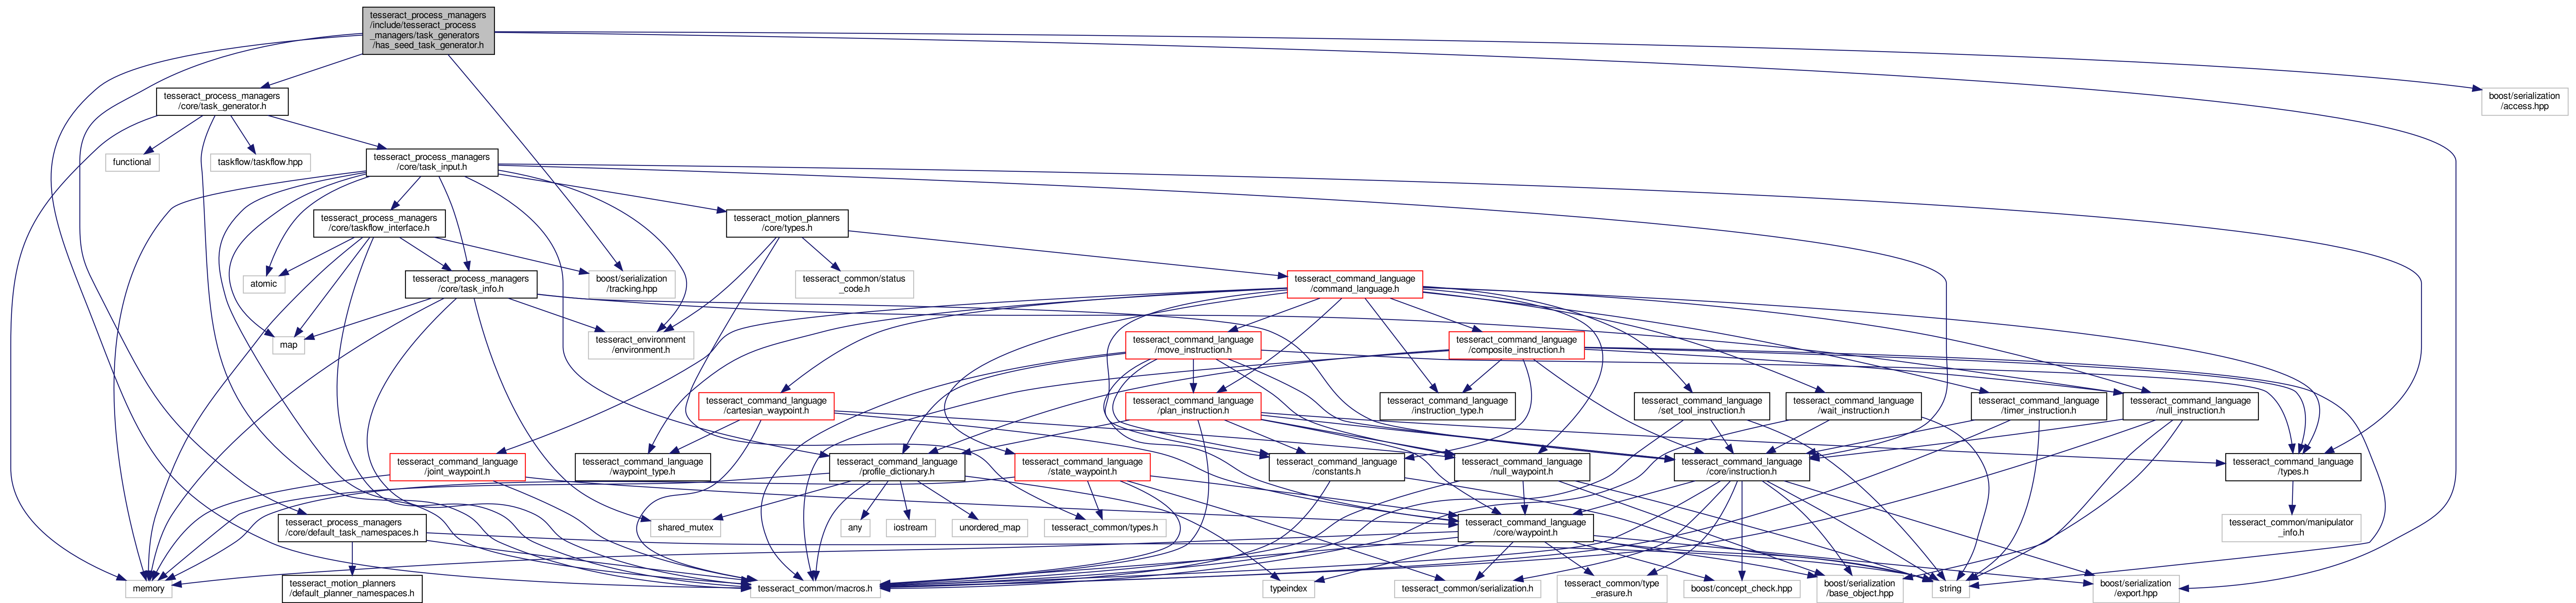 tesseract_process_managers
/include/tesseract_process
_managers/task_generators
/has_seed_task_generator.h
tesseract_process_managers
/core/task_generator.h
boost/serialization
/access.hpp
functional
taskflow/taskflow.hpp
tesseract_process_managers
/core/task_input.h
tesseract_process_managers
/core/taskflow_interface.h
tesseract_motion_planners
/core/types.h
atomic
tesseract_process_managers
/core/task_info.h
boost/serialization
/tracking.hpp
tesseract_common/status
_code.h
tesseract_command_language
/command_language.h
map
tesseract_environment
/environment.h
tesseract_command_language
/move_instruction.h
tesseract_command_language
/composite_instruction.h
tesseract_command_language
/cartesian_waypoint.h
tesseract_command_language
/plan_instruction.h
tesseract_command_language
/instruction_type.h
tesseract_command_language
/set_tool_instruction.h
tesseract_command_language
/wait_instruction.h
tesseract_command_language
/timer_instruction.h
tesseract_command_language
/null_instruction.h
tesseract_command_language
/joint_waypoint.h
tesseract_command_language
/waypoint_type.h
tesseract_command_language
/profile_dictionary.h
tesseract_command_language
/state_waypoint.h
tesseract_command_language
/constants.h
tesseract_command_language
/null_waypoint.h
tesseract_command_language
/core/instruction.h
tesseract_command_language
/types.h
tesseract_process_managers
/core/default_task_namespaces.h
shared_mutex
any
iostream
unordered_map
tesseract_common/types.h
tesseract_command_language
/core/waypoint.h
tesseract_common/manipulator
_info.h
memory
tesseract_motion_planners
/default_planner_namespaces.h
tesseract_common/macros.h
typeindex
tesseract_common/serialization.h
tesseract_common/type
_erasure.h
boost/concept_check.hpp
boost/serialization
/base_object.hpp
string
boost/serialization
/export.hpp